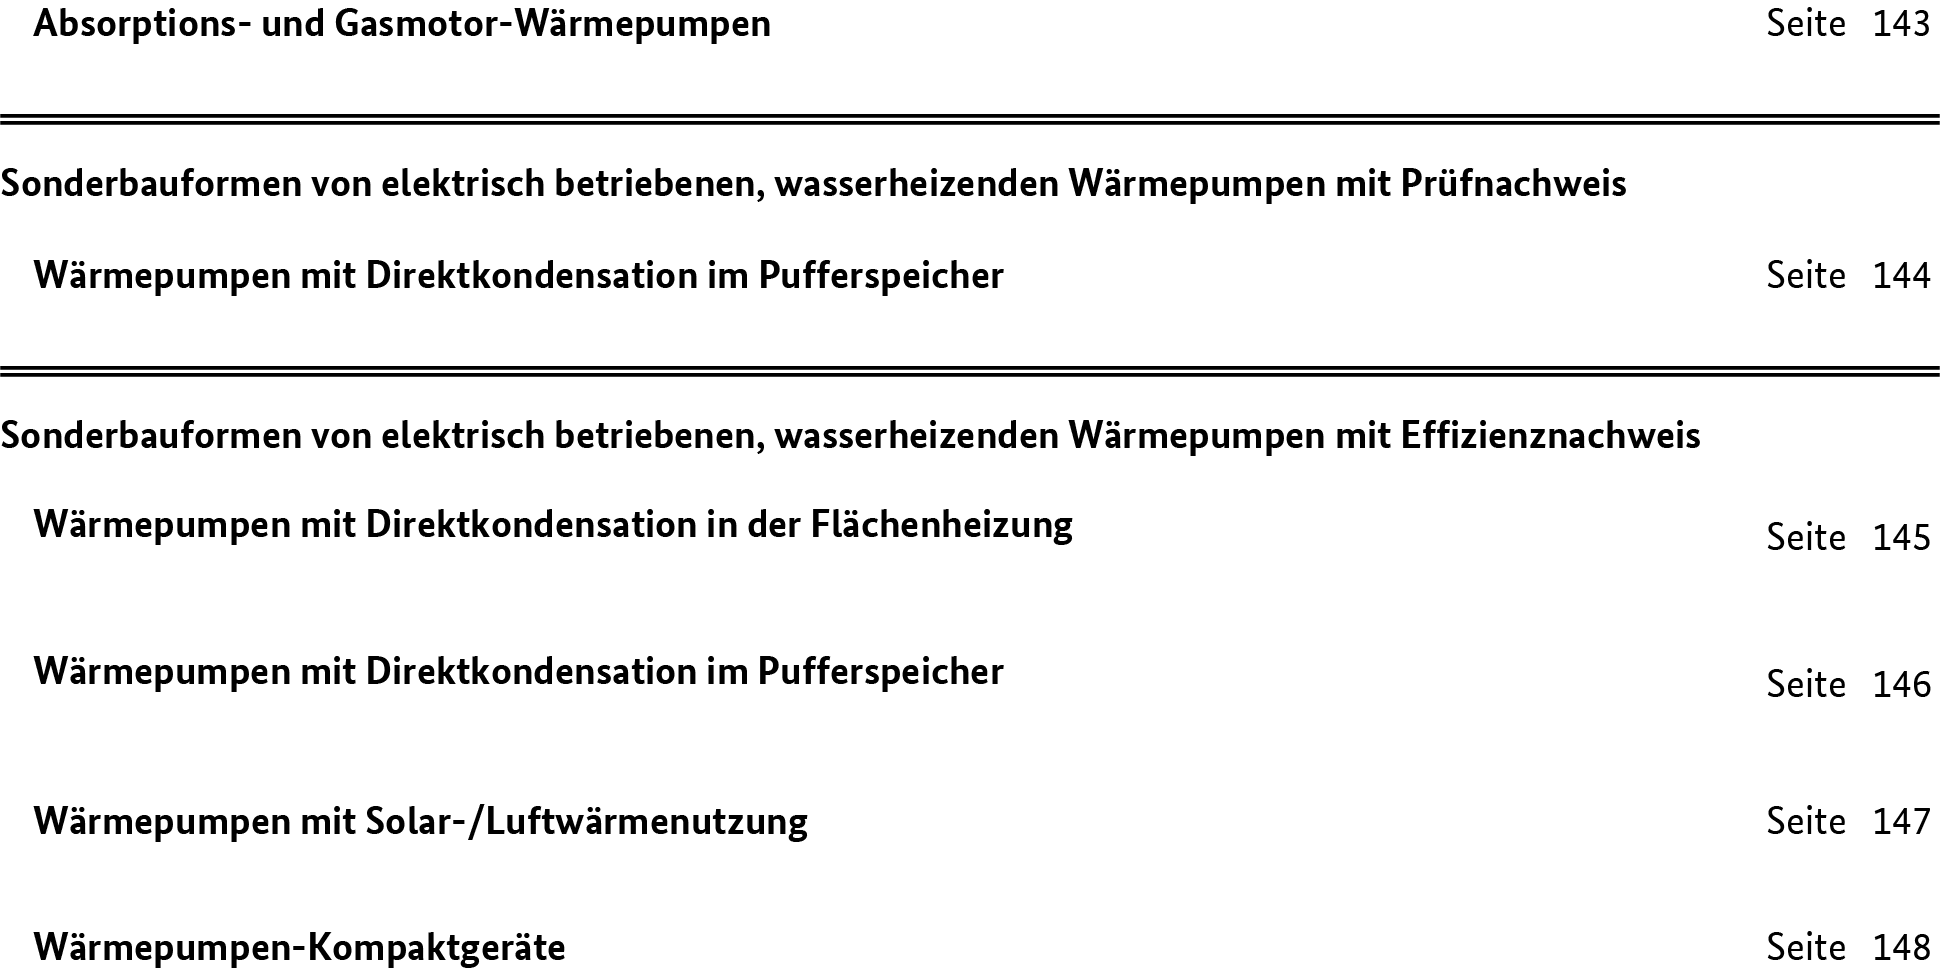 Absorptions- und Gasmotor-Wärmepumpen Seite 143
Sonderbauformen von elektrisch betriebenen, wasserheizenden Wärmepumpen mit Prüfnachweis
Wärmepumpen mit Direktkondensation im Pufferspeicher Seite 144
Sonderbauformen von elektrisch betriebenen, wasserheizenden Wärmepumpen mit Effizienznachweis
Wärmepumpen mit Direktkondensation in der Flächenheizung Seite 145
Wärmepumpen mit Direktkondensation im Pufferspeicher Seite 146
Wärmepumpen mit Solar-/Luftwärmenutzung Seite 147
Wärmepumpen-Kompaktgeräte Seite 148